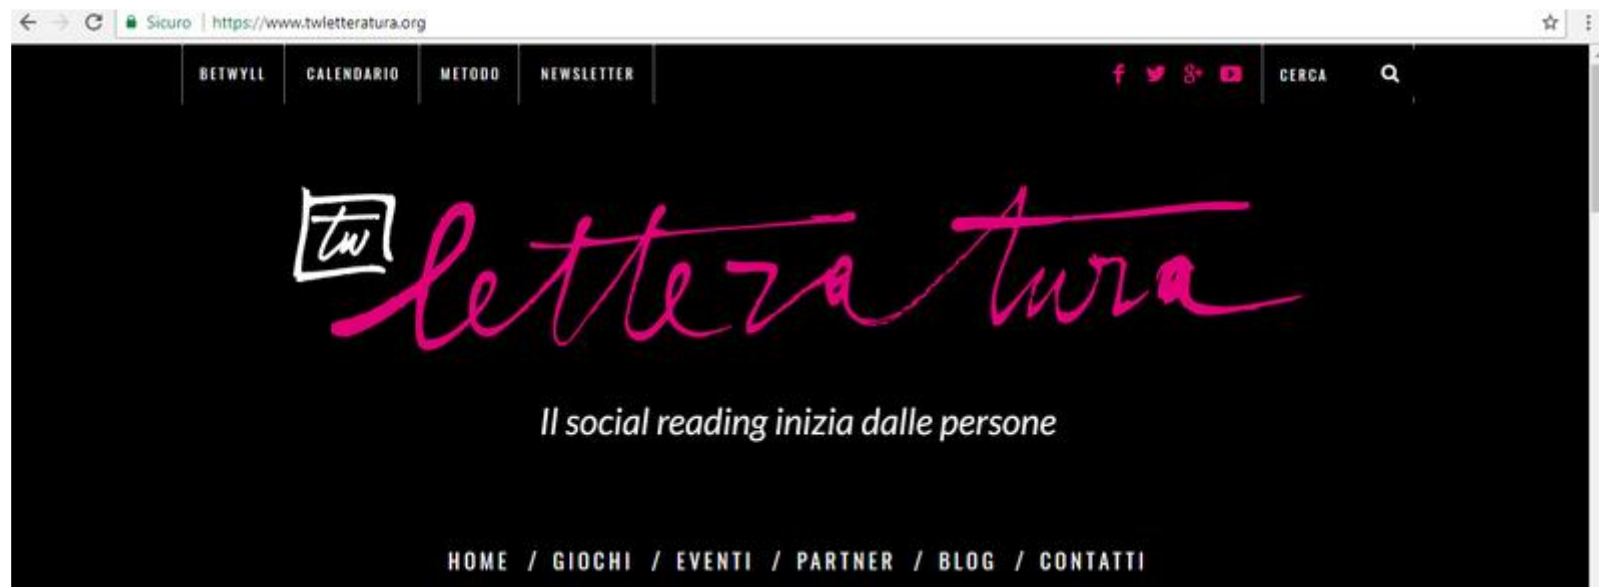 Sicuro | https://www.twletteratura.org
BETWYLL CALENDARIO METODO NEWSLETTER CERCA
tw letteratura
Il social reading inizia dalle persone
HOME / GIOCHI / EVENTI / PARTNER / BLOG / CONTATTI